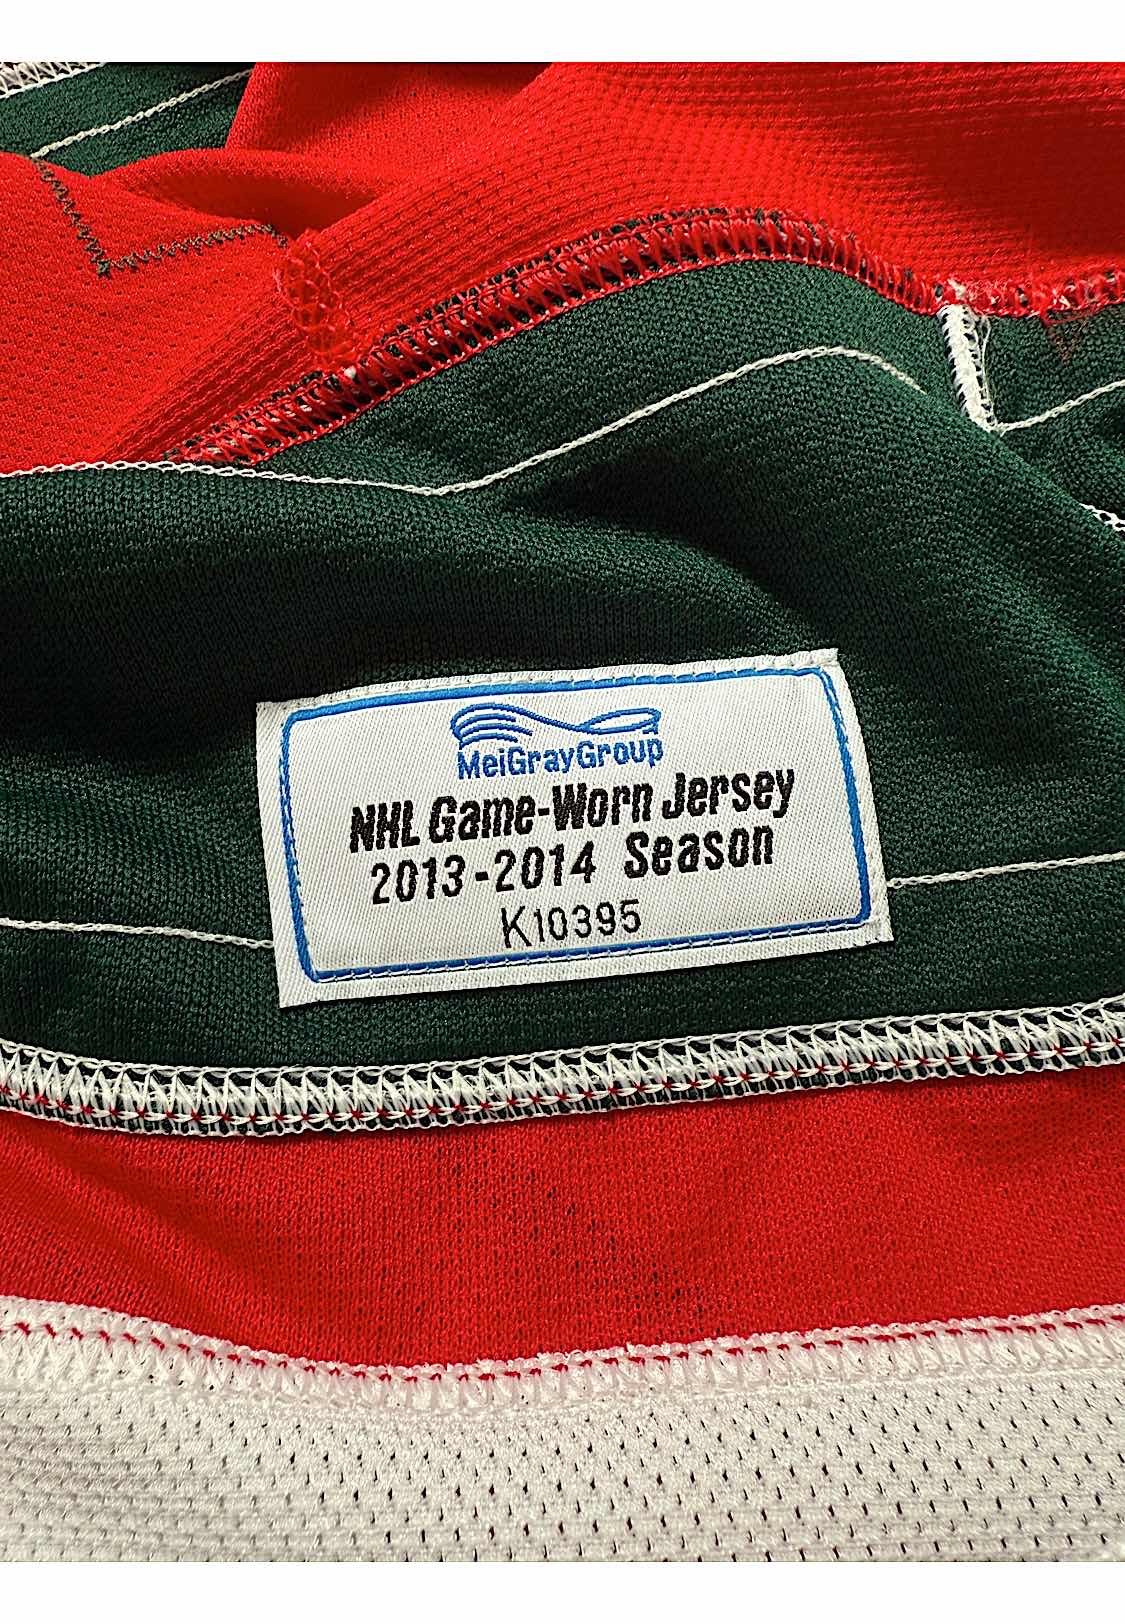 MeiGrayGroup
NHL Game-Worn Jersey
2013-2014 Season
K10395